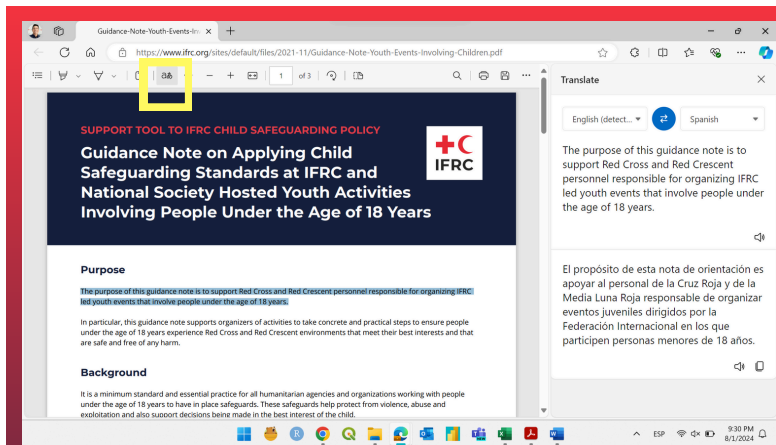 Guidance-Note-Youth-Events-In
https://www.ifrc.org/sites/default/files/2021-11/Guidance-Note-Youth-Events-Involving-Children.pdf
aあ
1 of 3
SUPPORT TOOL TO IFRC CHILD SAFEGUARDING POLICY
Guidance Note on Applying Child
Safeguarding Standards at IFRC and
National Society Hosted Youth Activities
Involving People Under the Age of 18 Years
IFRC
Purpose
The purpose of this guidance note is to support Red Cross and Red Crescent personnel responsible for organizing IFRC
led youth events that involve people under the age of 18 years.
In particular, this guidance note supports organizers of activities to take concrete and practical steps to ensure people
under the age of 18 years experience Red Cross and Red Crescent environments that meet their best interests and that
are safe and free of any harm.
Background
It is a minimum standard and essential practice for all humanitarian agencies and organizations working with people
under the age of 18 years to have in place safeguards. These safeguards help protect from violence, abuse and
exploitation and also support decisions being made in the best interest of the child.
Translate
English (detect...
Spanish
The purpose of this guidance note is to
support Red Cross and Red Crescent
personnel responsible for organizing IFRC
led youth events that involve people under
the age of 18 years.
El propósito de esta nota de orientación es
apoyar al personal de la Cruz Roja y de la
Media Luna Roja responsable de organizar
eventos juveniles dirigidos por la
Federación Internacional en los que
participen personas menores de 18 años.
ESP
9:30 PM
8/1/2024